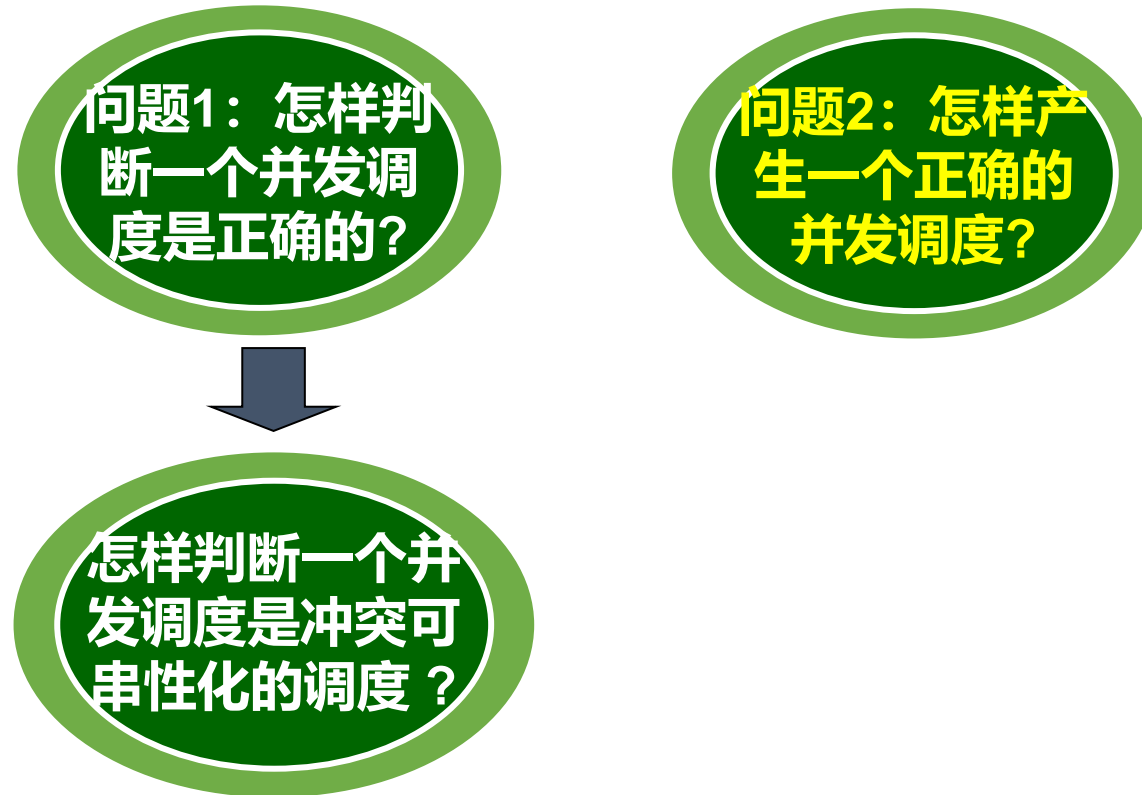 问题1：怎样判
断一个并发调
度是正确的？
问题2：怎样产
生一个正确的
并发调度？
怎样判断一个并
发调度是冲突可
串性化的调度？